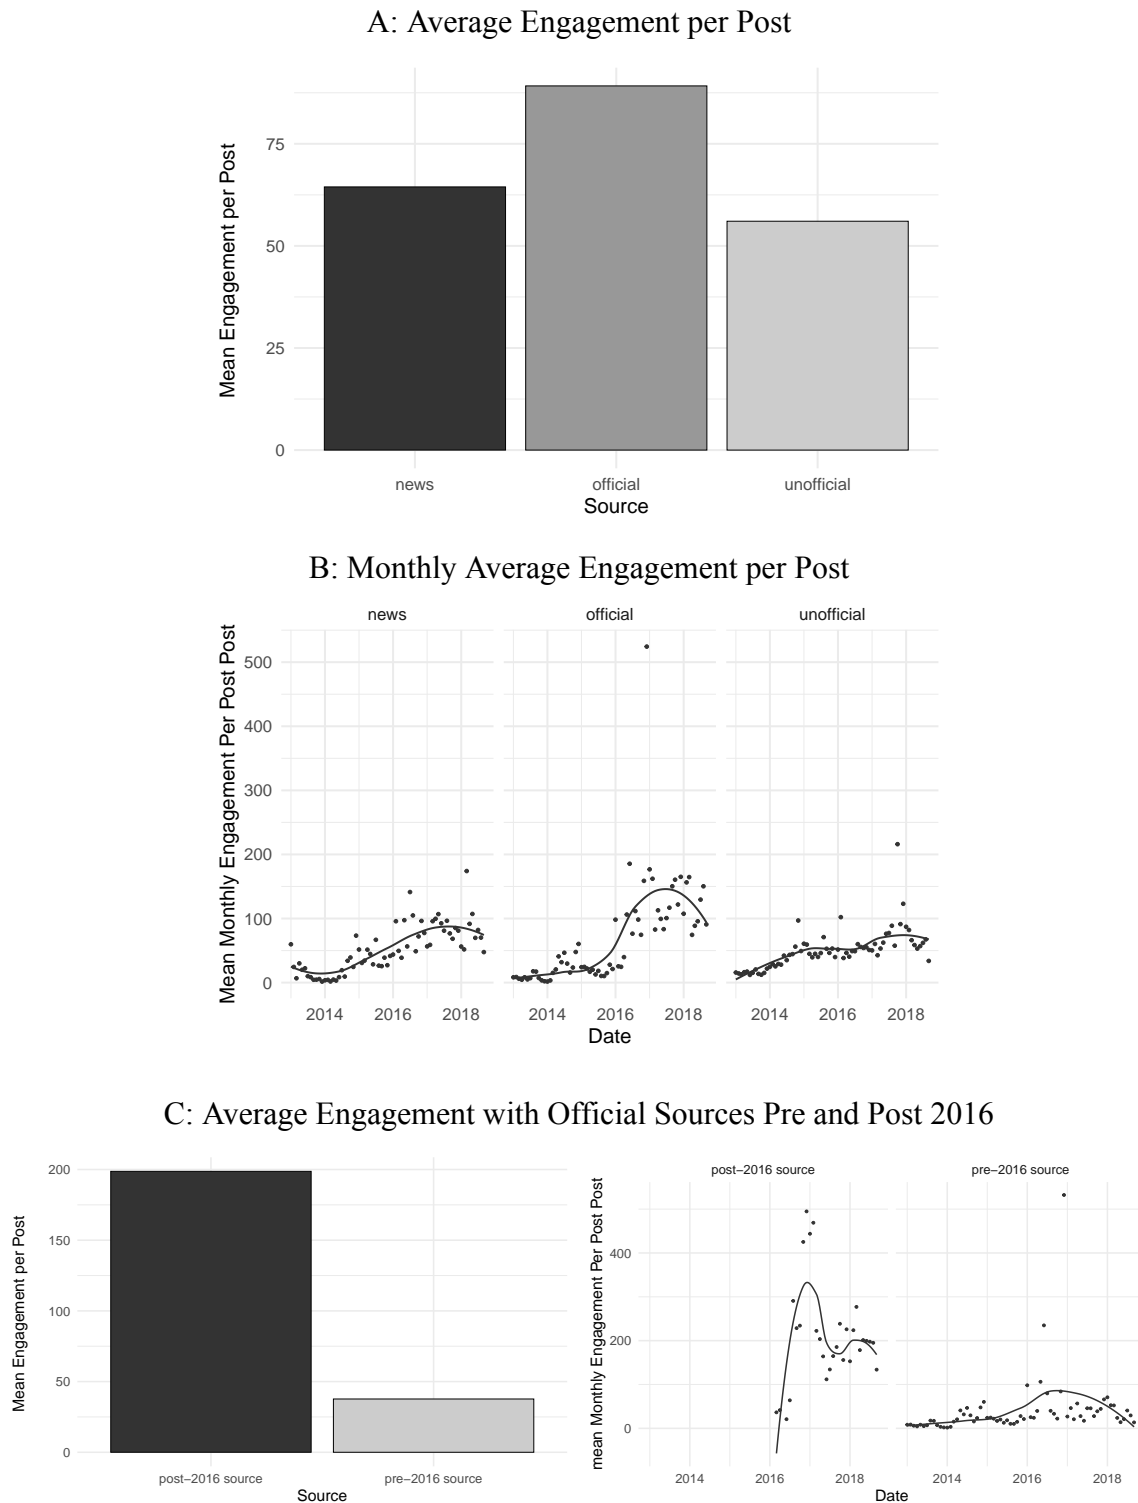 A: Average Engagement per Post
Mean Engagement per Post
75
50
25
0
news official unofficial
Source
B: Monthly Average Engagement per Post
news official unofficial
Mean Monthly Engagement Per Post Post
500
400
300
200
100
0
2014 2016 2018 2014 2016 2018 2014 2016 2018
Date
C: Average Engagement with Official Sources Pre and Post 2016
Mean Engagement per Post
200
150
100
50
0
post−2016 source pre−2016 source
Source
post−2016 source pre−2016 source
mean Monthly Engagement Per Post Post
400
200
0
2014 2016 2018 2014 2016 2018
Date